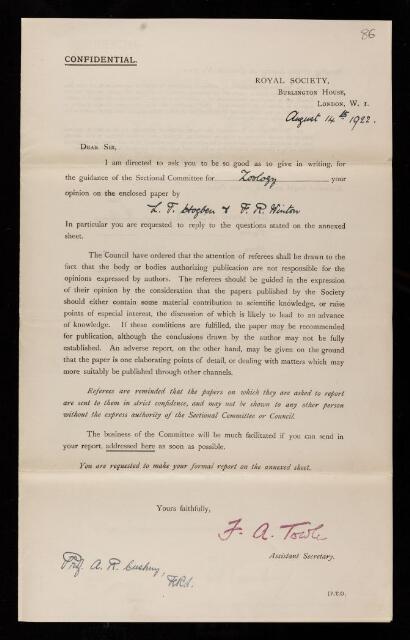 86
CONFIDENTIAL.
ROYAL SOCIETY,
BURLINGTON HOUSE,
LONDON, W. 1.
August 14th 1922.
DEAR SIR,
I am directed to ask you to be so good as to give in writing, for
the guidance of the Sectional Committee for Zoology your
opinion on the enclosed paper by
L. T. Hogben & F. R. Winton
In particular you are requested to reply to the questions stated on the annexed
sheet.
The Council have ordered that the attention of referees shall be drawn to the
fact that the body or bodies authorising publication are not responsible for the
opinions expressed by authors. The referees should be guided in the expression
of their opinion by the consideration that the papers published by the Society
should either contain some material contribution to scientific knowledge, or raise
points of especial interest, the discussion of which is likely to lead to an advance
of knowledge. If these conditions are fulfilled, the paper may be recommended
for publication, although the conclusions drawn by the author may not be fully
established. An adverse report, on the other hand, may be given on the ground
that the paper is one elaborating points of detail, or dealing with matters which may
more suitably be published through other channels.
Referees are reminded that the papers on which they are asked to report
are sent to them in strict confidence, and may not be shown to any other person
without the express authority of the Sectional Committee or Council.
The business of the Committee will be much facilitated if you can send in
your report, addressed here as soon as possible.
You are requested to make your formal report on the annexed sheet.
Yours faithfully,
F. A. Towle
Assistant Secretary.
Prof. A. R. Cushny,
F.R.S.
[P.T.O.